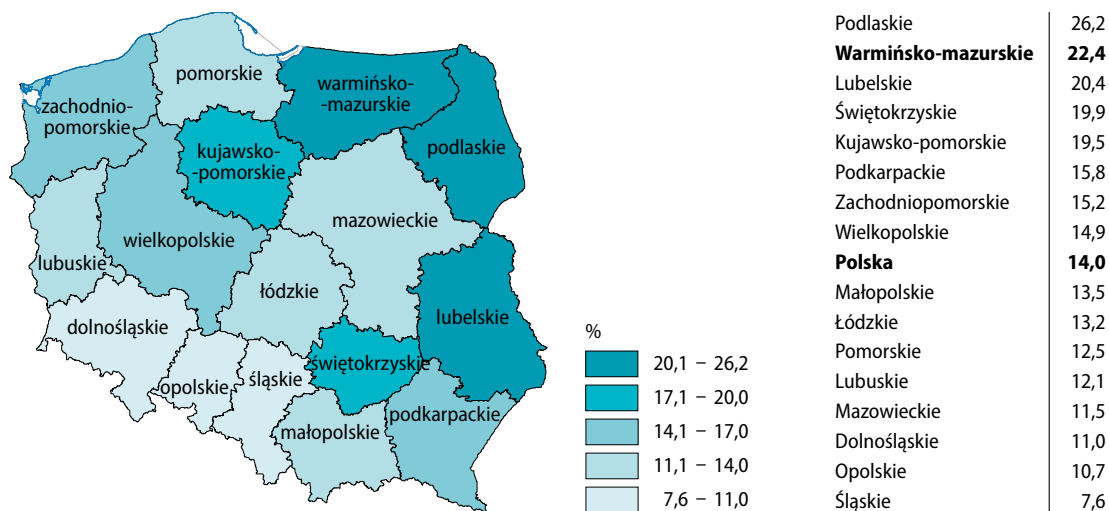 pomorskie
warmińsko-
-mazurskie
zachodnio-
pomorskie
kujawsko-
-pomorskie
podlaskie
mazowieckie
wielkopolskie
lubuskie
łódzkie
lubelskie
dolnośląskie
świętokrzyskie
śląskie
opolskie
podkarpackie
małopolskie
%
20,1 – 26,2
17,1 – 20,0
14,1 – 17,0
11,1 – 14,0
7,6 – 11,0
Podlaskie 26,2
Warmińsko-mazurskie 22,4
Lubelskie 20,4
Świętokrzyskie 19,9
Kujawsko-pomorskie 19,5
Podkarpackie 15,8
Zachodniopomorskie 15,2
Wielkopolskie 14,9
Polska 14,0
Małopolskie 13,5
Łódzkie 13,2
Pomorskie 12,5
Lubuskie 12,1
Mazowieckie 11,5
Dolnośląskie 11,0
Opolskie 10,7
Śląskie 7,6